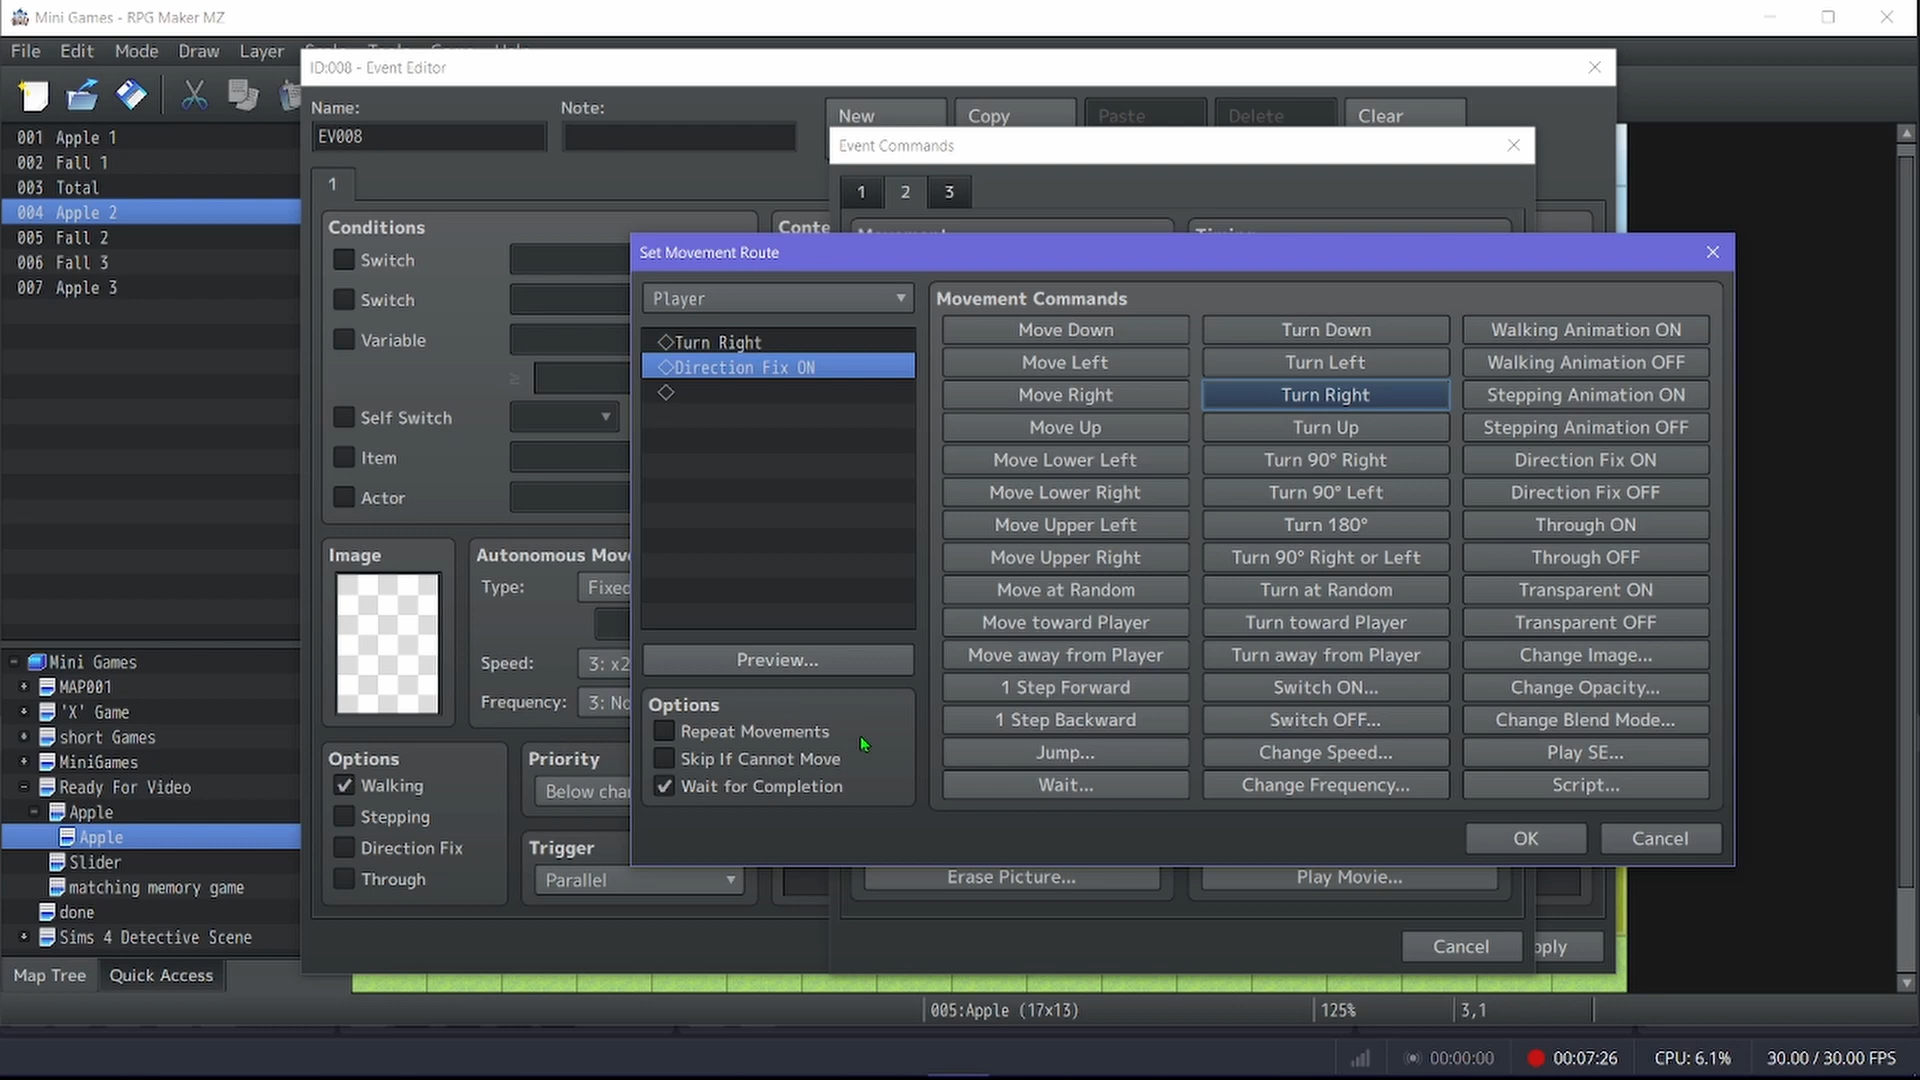 Mini Games - RPG Maker MZ
File Edit Mode Draw Layer
ID:008 - Event Editor
Name:
Note:
EV008
New
Copy
Paste
Delete
Clear
001 Apple 1
002 Fall 1
003 Total
004 Apple 2
005 Fall 2
006 Fall 3
007 Apple 3
1
Conditions
Switch
Switch
Variable
≥
Self Switch
Item
Actor
Conte
Image
Autonomous Move
Type:
Fixed
Speed:
3: x2
Frequency:
3: No
Options
Walking
Stepping
Direction Fix
Through
Priority
Below cha
Trigger
Parallel
Event Commands
1
2
3
Set Movement Route
Player
◇Turn Right
◇Direction Fix ON
◇
Preview...
Options
Repeat Movements
Skip If Cannot Move
Wait for Completion
Movement Commands
Move Down
Turn Down
Walking Animation ON
Move Left
Turn Left
Walking Animation OFF
Move Right
Turn Right
Stepping Animation ON
Move Up
Turn Up
Stepping Animation OFF
Move Lower Left
Turn 90° Right
Direction Fix ON
Move Lower Right
Turn 90° Left
Direction Fix OFF
Move Upper Left
Turn 180°
Through ON
Move Upper Right
Turn 90° Right or Left
Through OFF
Move at Random
Turn at Random
Transparent ON
Move toward Player
Turn toward Player
Transparent OFF
Move away from Player
Turn away from Player
Change Image...
1 Step Forward
Switch ON...
Change Opacity...
1 Step Backward
Switch OFF...
Change Blend Mode...
Jump...
Change Speed...
Play SE...
Wait...
Change Frequency...
Script...
OK
Cancel
Erase Picture...
Play Movie...
Cancel
pply
Mini Games
MAP001
'X' Game
short Games
MiniGames
Ready For Video
Apple
Apple
Slider
matching memory game
done
Sims 4 Detective Scene
Map Tree
Quick Access
005:Apple (17x13)
125%
3,1
00:00:00
00:07:26
CPU: 6.1%
30.00 / 30.00 FPS